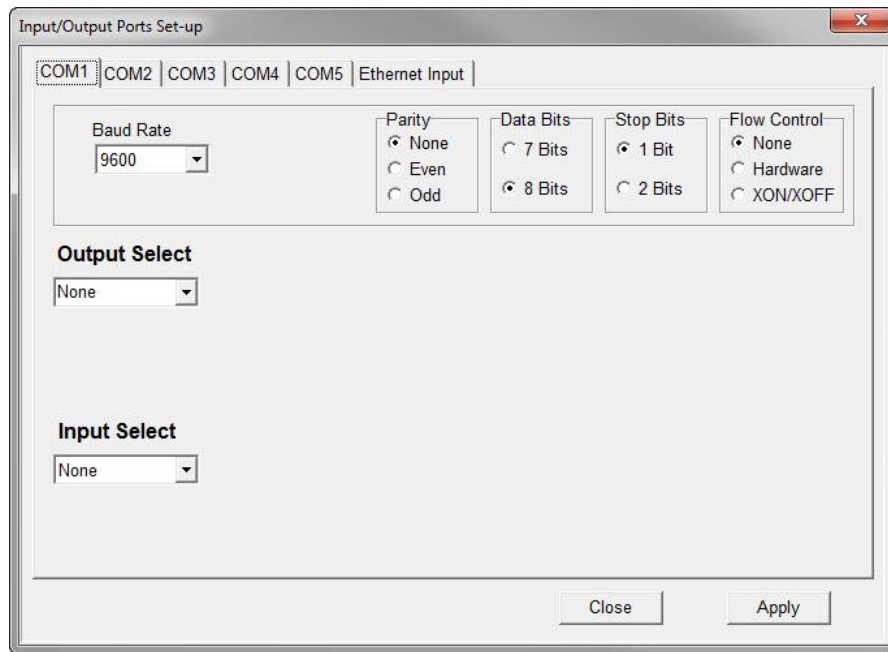 Input/Output Ports Set-up
COM1 COM2 COM3 COM4 COM5 Ethernet Input
Baud Rate
9600
Parity
None
Even
Odd
Data Bits
7 Bits
8 Bits
Stop Bits
1 Bit
2 Bits
Flow Control
None
Hardware
XON/XOFF
Output Select
None
Input Select
None
Close Apply